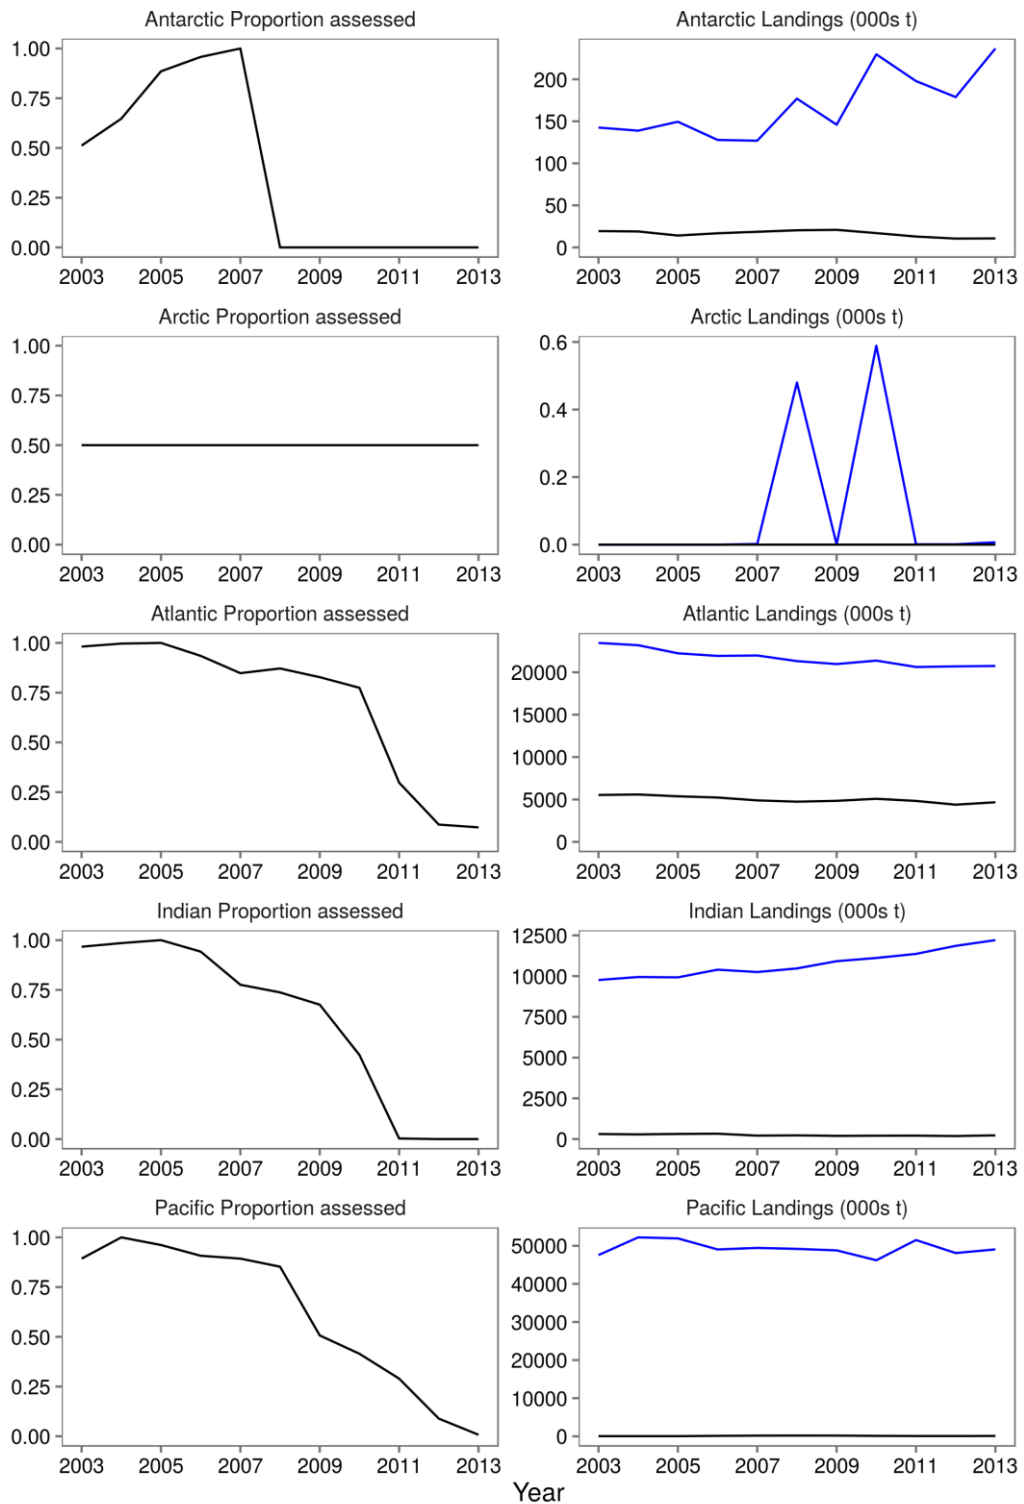 Antarctic Proportion assessed
1.00
0.75
0.50
0.25
0.00
2003 2005 2007 2009 2011 2013
Antarctic Landings (000s t)
200
150
100
50
0
2003 2005 2007 2009 2011 2013
Arctic Proportion assessed
1.00
0.75
0.50
0.25
0.00
2003 2005 2007 2009 2011 2013
Arctic Landings (000s t)
0.6
0.4
0.2
0.0
2003 2005 2007 2009 2011 2013
Atlantic Proportion assessed
1.00
0.75
0.50
0.25
0.00
2003 2005 2007 2009 2011 2013
Atlantic Landings (000s t)
20000
15000
10000
5000
0
2003 2005 2007 2009 2011 2013
Indian Proportion assessed
1.00
0.75
0.50
0.25
0.00
2003 2005 2007 2009 2011 2013
Indian Landings (000s t)
12500
10000
7500
5000
2500
0
2003 2005 2007 2009 2011 2013
Pacific Proportion assessed
1.00
0.75
0.50
0.25
0.00
2003 2005 2007 2009 2011 2013
Pacific Landings (000s t)
50000
40000
30000
20000
10000
0
2003 2005 2007 2009 2011 2013
Year